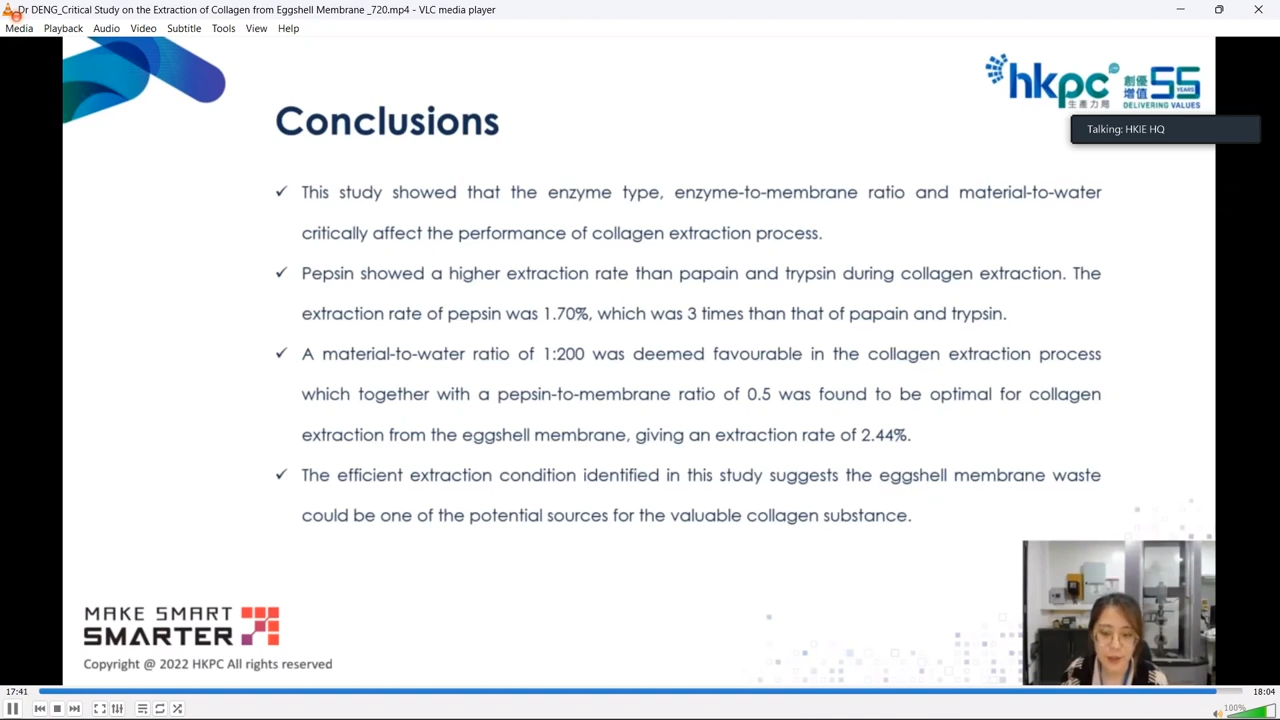 Dr DENG_Critical Study on the Extraction of Collagen from Eggshell Membrane _720.mp4 - VLC media player
Media Playback Audio Video Subtitle Tools View Help
hkpc
生產力局
創優
增值
55
YEARS
DELIVERING VALUES
Talking: HKIE HQ
Conclusions
✓ This study showed that the enzyme type, enzyme-to-membrane ratio and material-to-water
critically affect the performance of collagen extraction process.
✓ Pepsin showed a higher extraction rate than papain and trypsin during collagen extraction. The
extraction rate of pepsin was 1.70%, which was 3 times than that of papain and trypsin.
✓ A material-to-water ratio of 1:200 was deemed favourable in the collagen extraction process
which together with a pepsin-to-membrane ratio of 0.5 was found to be optimal for collagen
extraction from the eggshell membrane, giving an extraction rate of 2.44%.
✓ The efficient extraction condition identified in this study suggests the eggshell membrane waste
could be one of the potential sources for the valuable collagen substance.
MAKE SMART
SMARTER
Copyright @ 2022 HKPC All rights reserved
17:41
18:04
100%